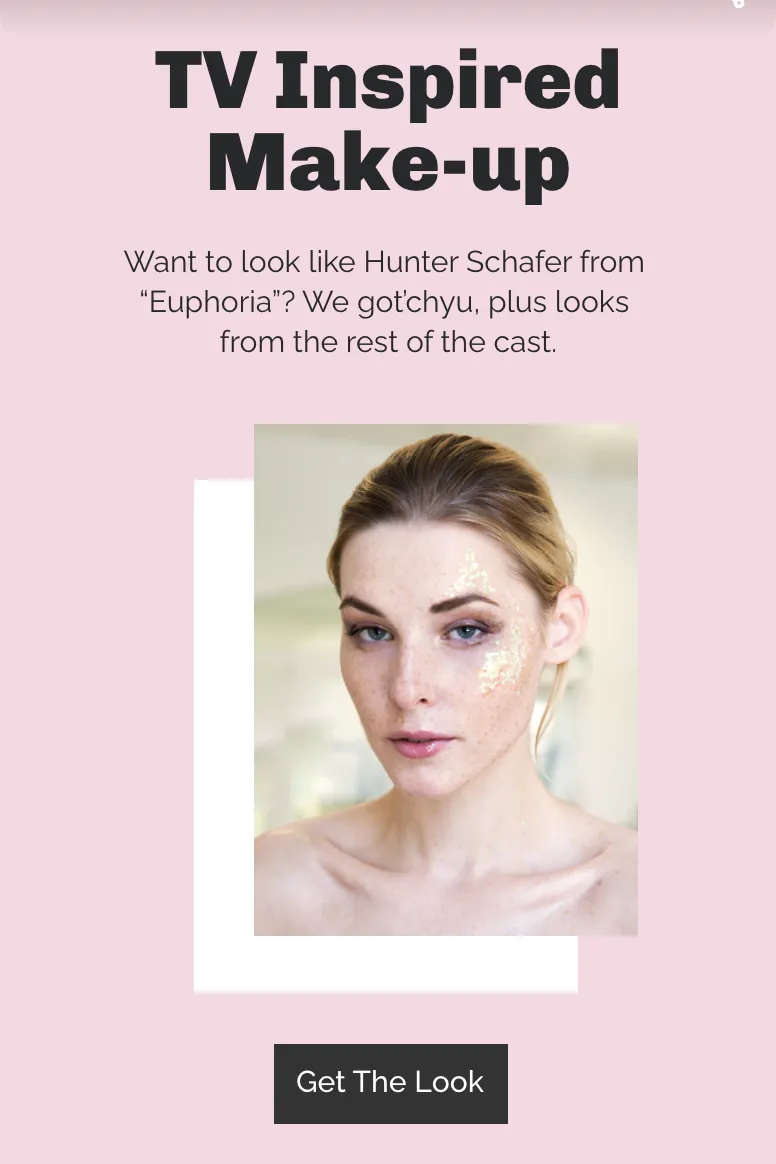 TV Inspired
Make-up
Want to look like Hunter Schafer from
“Euphoria”? We got’chyu, plus looks
from the rest of the cast.
Get The Look